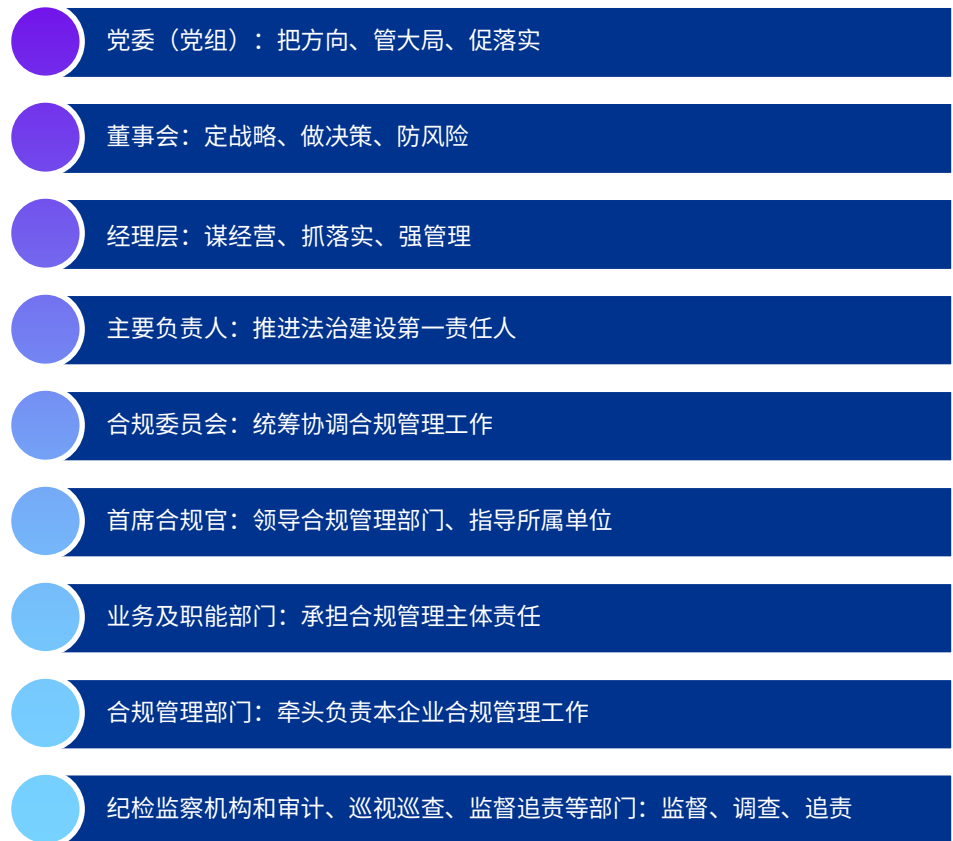 党委（党组）：把方向、管大局、促落实
董事会：定战略、做决策、防风险
经理层：谋经营、抓落实、强管理
主要负责人：推进法治建设第一责任人
合规委员会：统筹协调合规管理工作
首席合规官：领导合规管理部门、指导所属单位
业务及职能部门：承担合规管理主体责任
合规管理部门：牵头负责本企业合规管理工作
纪检监察机构和审计、巡视巡查、监督追责等部门：监督、调查、追责